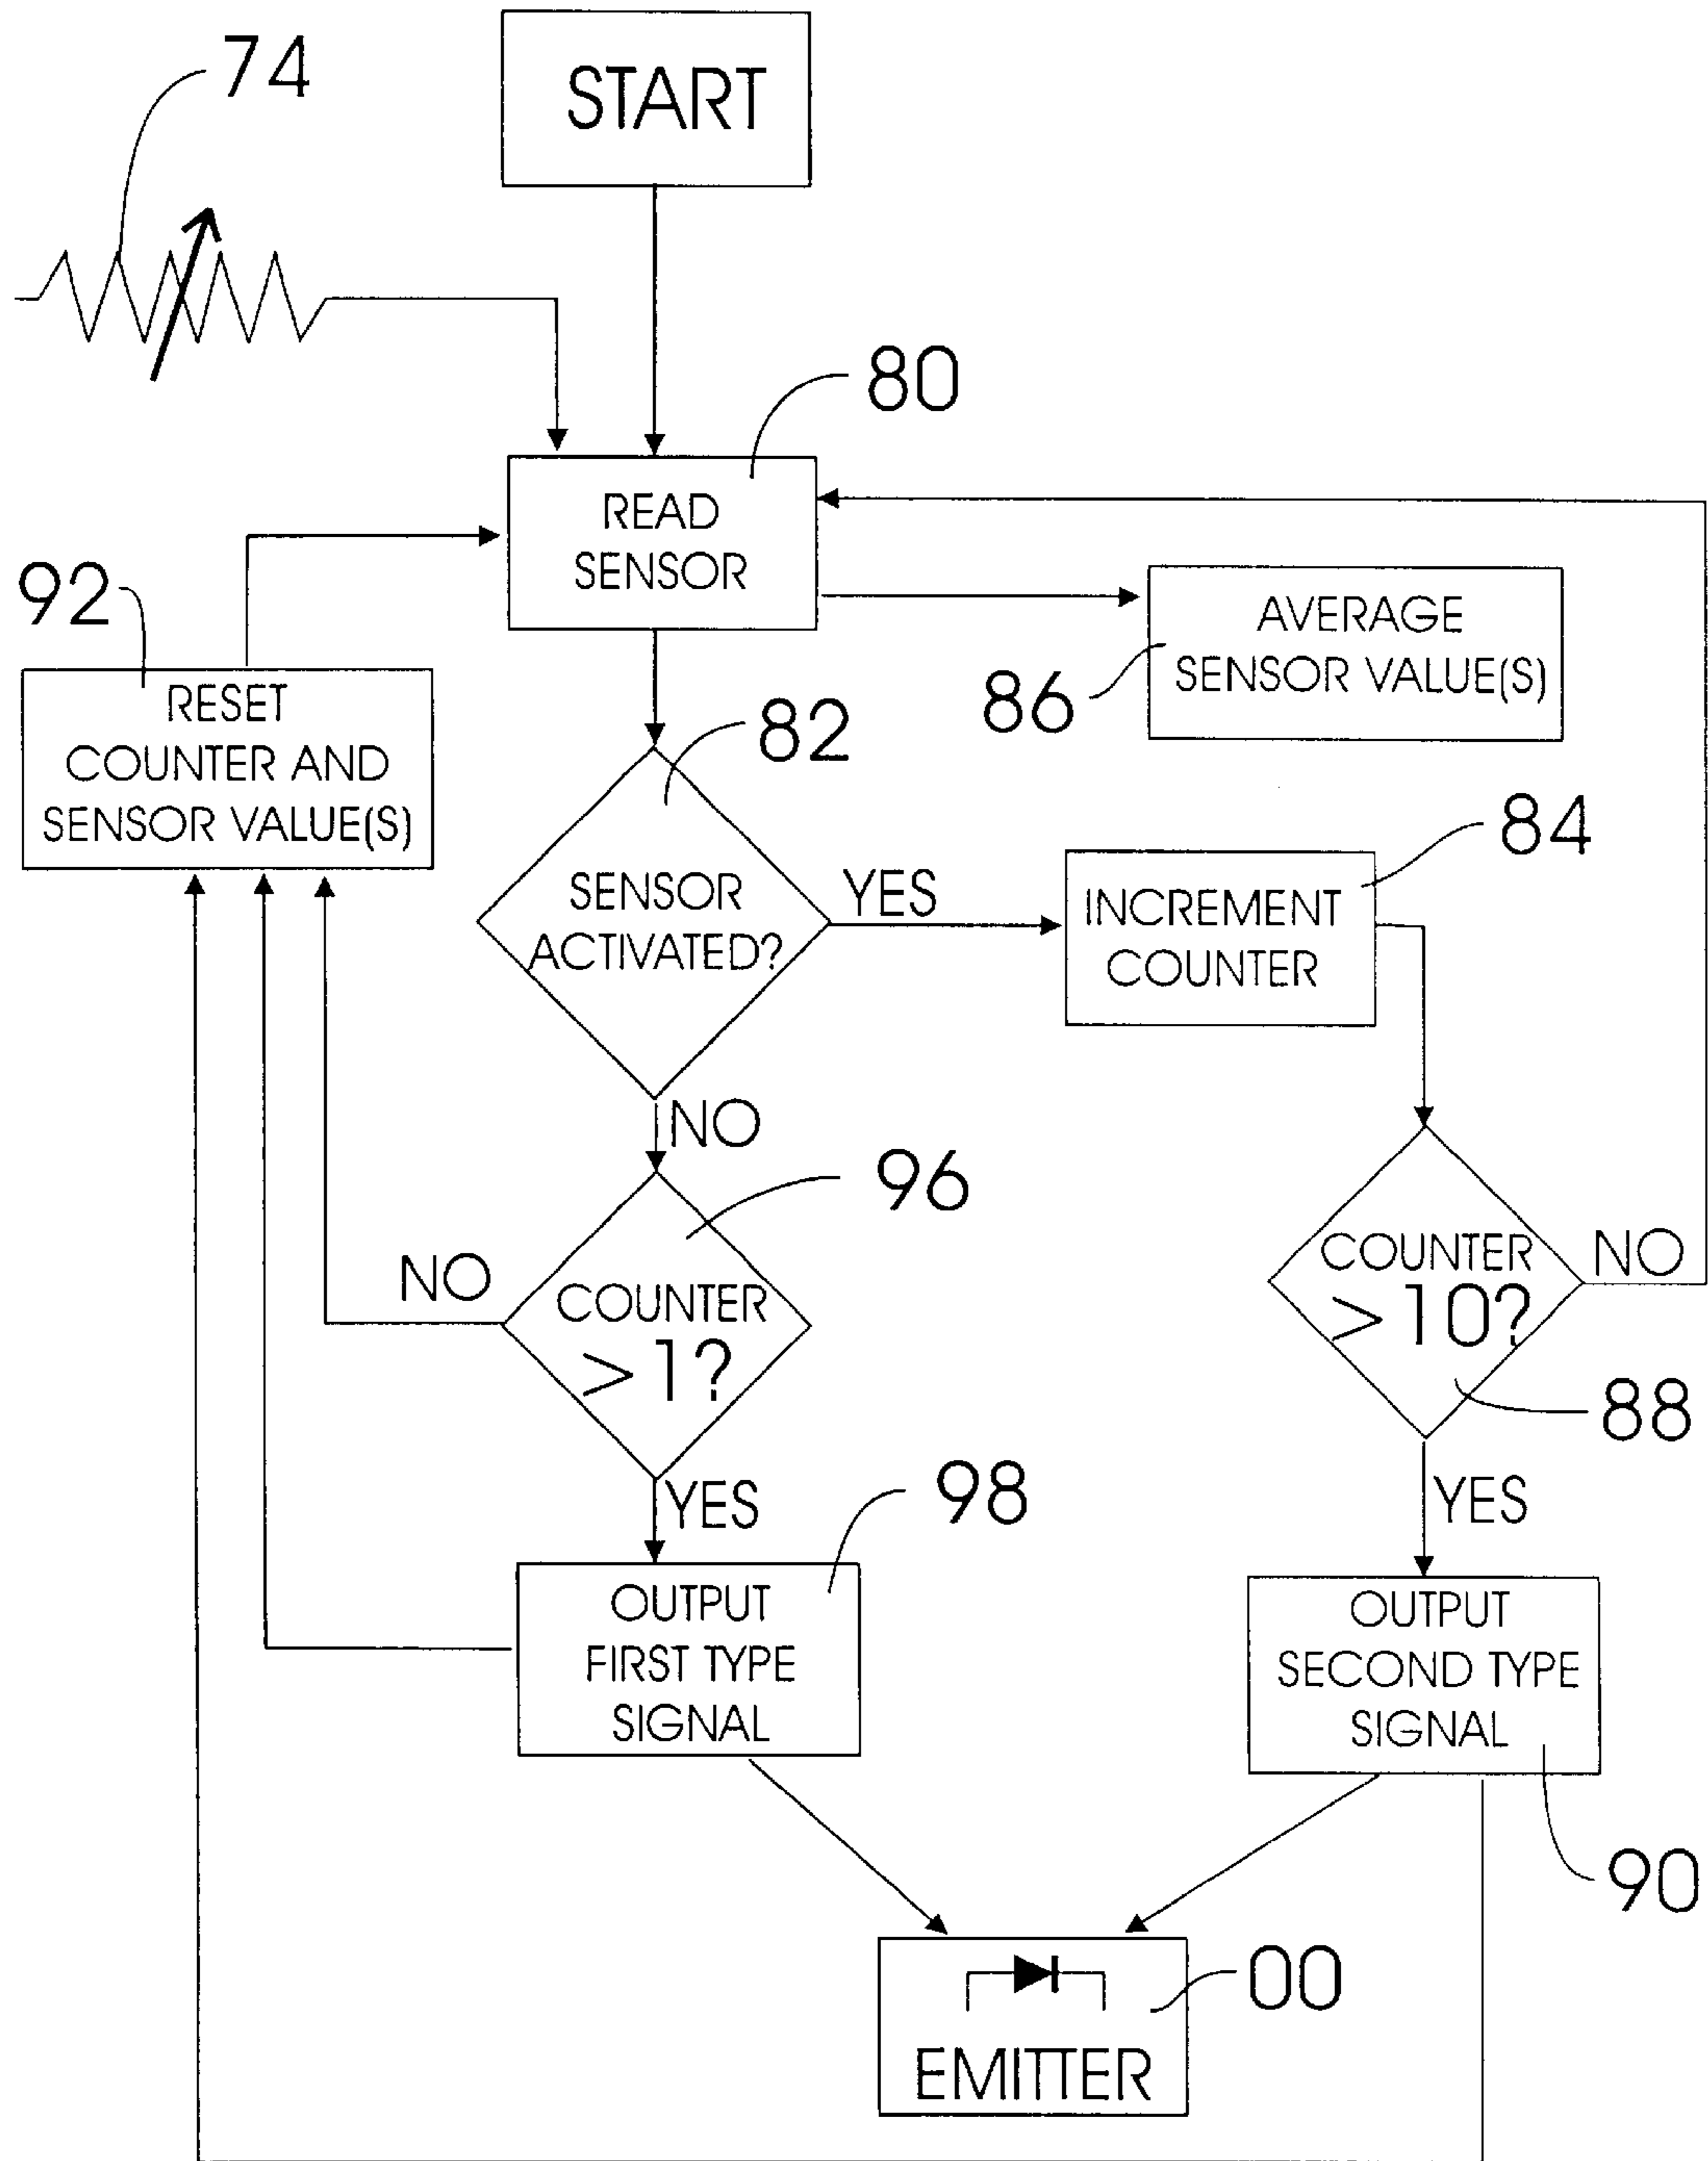 START
74
80
READ
SENSOR
92
RESET
COUNTER AND
SENSOR VALUE(S)
AVERAGE
SENSOR VALUE(S)
86
82
SENSOR
ACTIVATED?
YES
84
INCREMENT
COUNTER
NO
96
COUNTER
> 1?
NO
COUNTER
> 10?
NO
88
YES
98
YES
OUTPUT
FIRST TYPE
SIGNAL
OUTPUT
SECOND TYPE
SIGNAL
90
00
EMITTER